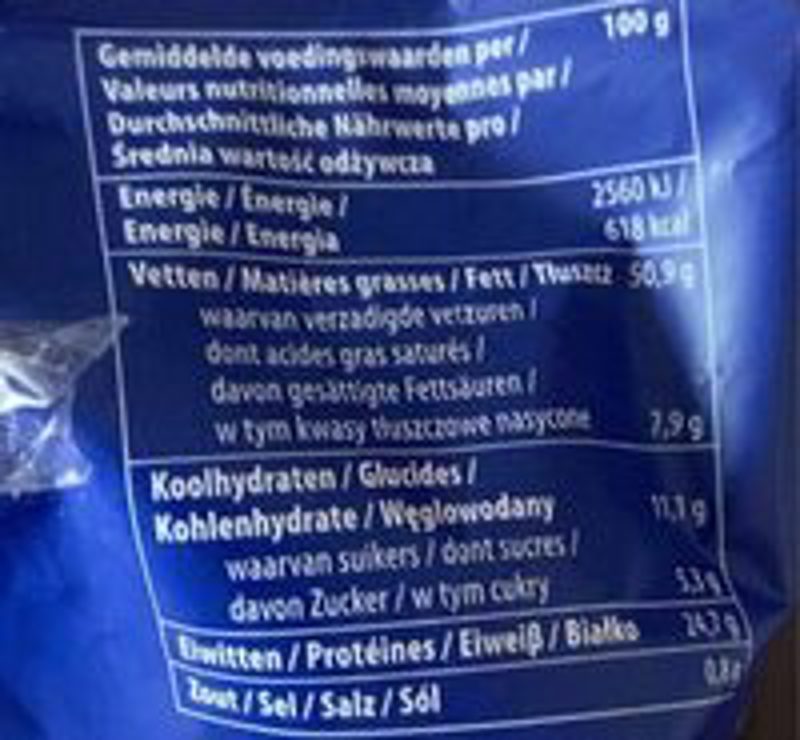 Gemiddelde voedingswaarden per / 100 g
Valeurs nutritionnelles moyennes par /
Durchschnittliche Nährwerte pro /
Średnia wartość odżywcza
Energie / Énergie / 2560 kJ /
Energie / Energia 618 kcal
Vetten / Matières grasses / Fett / Tłuszcz 50,9 g
waarvan verzadigde vetzuren /
dont acides gras saturés /
davon gesättigte Fettsäuren /
w tym kwasy tłuszczowe nasycone 7,9 g
Koolhydraten / Glucides /
Kohlenhydrate / Węglowodany 11,1 g
waarvan suikers / dont sucres /
davon Zucker / w tym cukry 5,3 g
Eiwitten / Protéines / Eiweiß / Białko 24,7 g
Zout / Sel / Salz / Sól 0,8 g